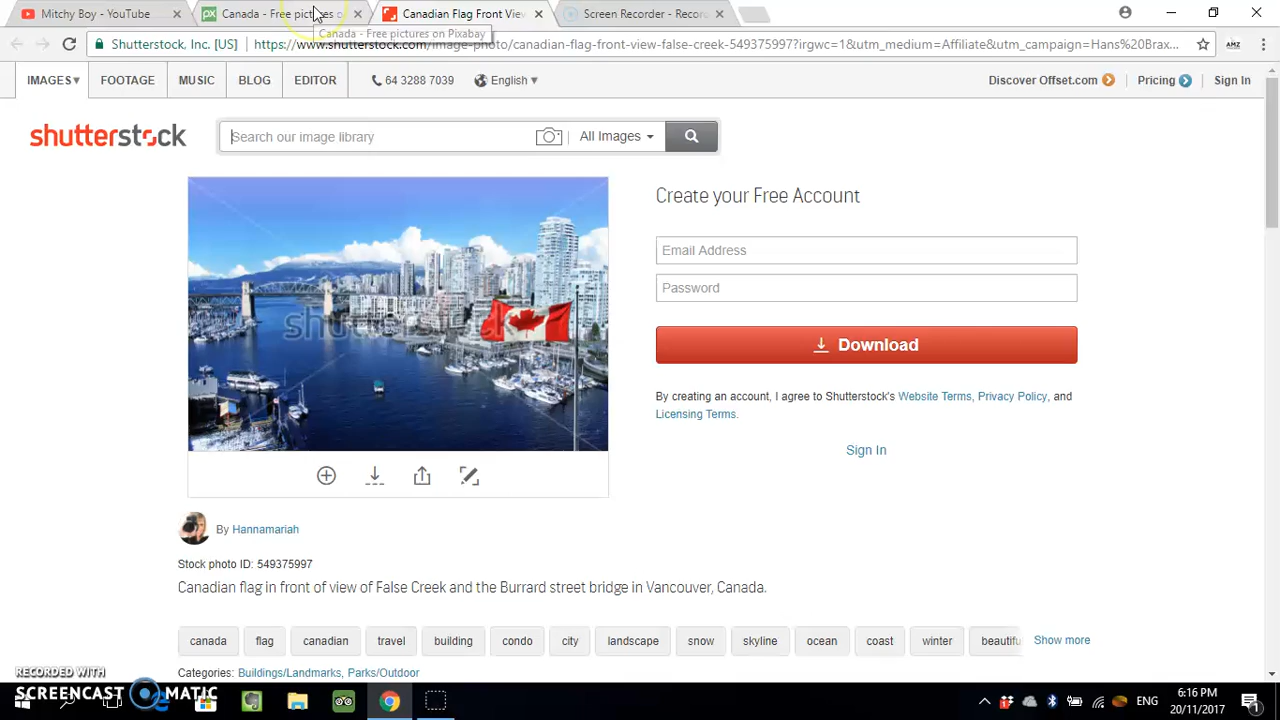 Mitchy Boy - YouTube
Canada - Free pictures o
Canadian Flag Front View
Screen Recorder - Record
Canada - Free pictures on Pixabay
Shutterstock, Inc. [US]
https://www.shutterstock.com/image-photo/canadian-flag-front-view-false-creek-549375997?irgwc=1&utm_medium=Affiliate&utm_campaign=Hans%20Brax...
AMZ
IMAGES
FOOTAGE
MUSIC
BLOG
EDITOR
64 3288 7039
English
Discover Offset.com
Pricing
Sign In
shutterstock
Search our image library
All Images
Create your Free Account
Email Address
Password
shutterstock
Download
By creating an account, I agree to Shutterstock's Website Terms, Privacy Policy, and
Licensing Terms.
Sign In
By Hannamariah
Stock photo ID: 549375997
Canadian flag in front of view of False Creek and the Burrard street bridge in Vancouver, Canada.
canada
flag
canadian
travel
building
condo
city
landscape
snow
skyline
ocean
coast
winter
beautifu
Show more
Categories: Buildings/Landmarks, Parks/Outdoor
RECORDED WITH
SCREENCAST MATIC
ENG
6:16 PM
20/11/2017
1